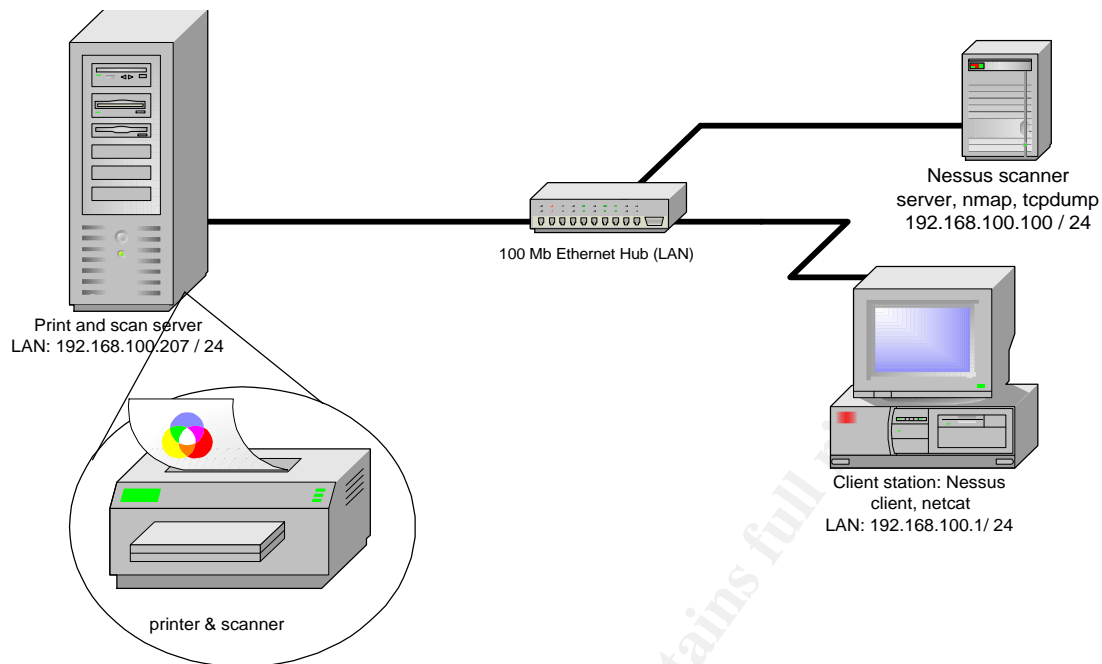 Nessus scanner
server, nmap, tcpdump
192.168.100.100 / 24
100 Mb Ethernet Hub (LAN)
Print and scan server
LAN: 192.168.100.207 / 24
Client station: Nessus
client, netcat
LAN: 192.168.100.1/ 24
printer & scanner
tains full